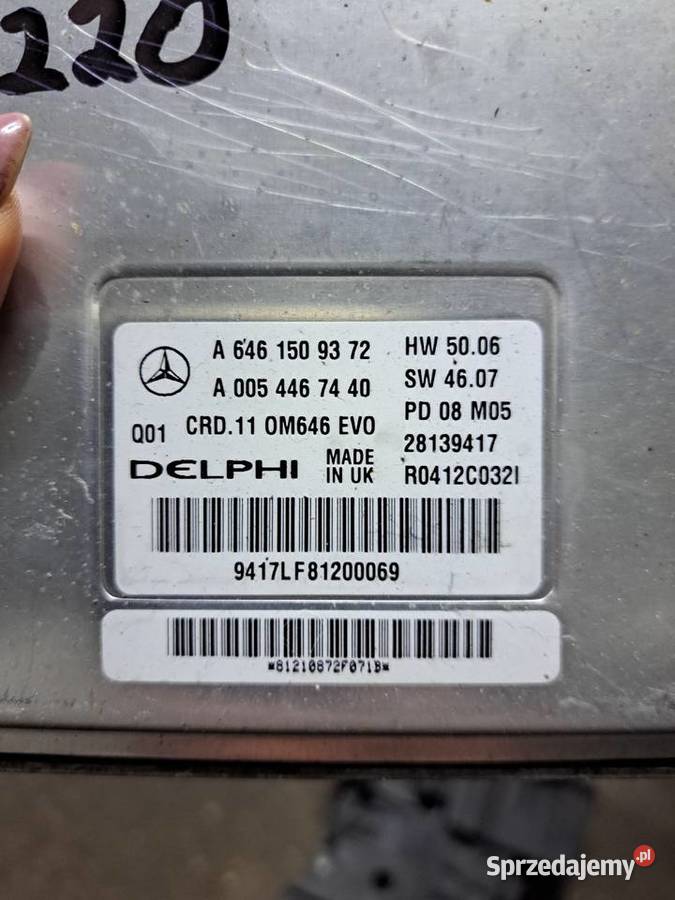 220
A 646 150 93 72
A 005 446 74 40
Q01 CRD.11 OM646 EVO
DELPHI MADE IN UK
HW 50.06
SW 46.07
PD 08 M05
28139417
R0412C032I
9417LF81200069
*81210872F071B*
Sprzedajemy.pl